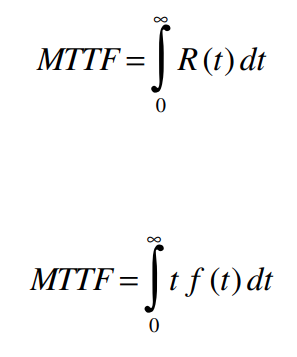 MTTF = ∫₀^∞ R(t) dt
MTTF = ∫₀^∞ t f(t) dt